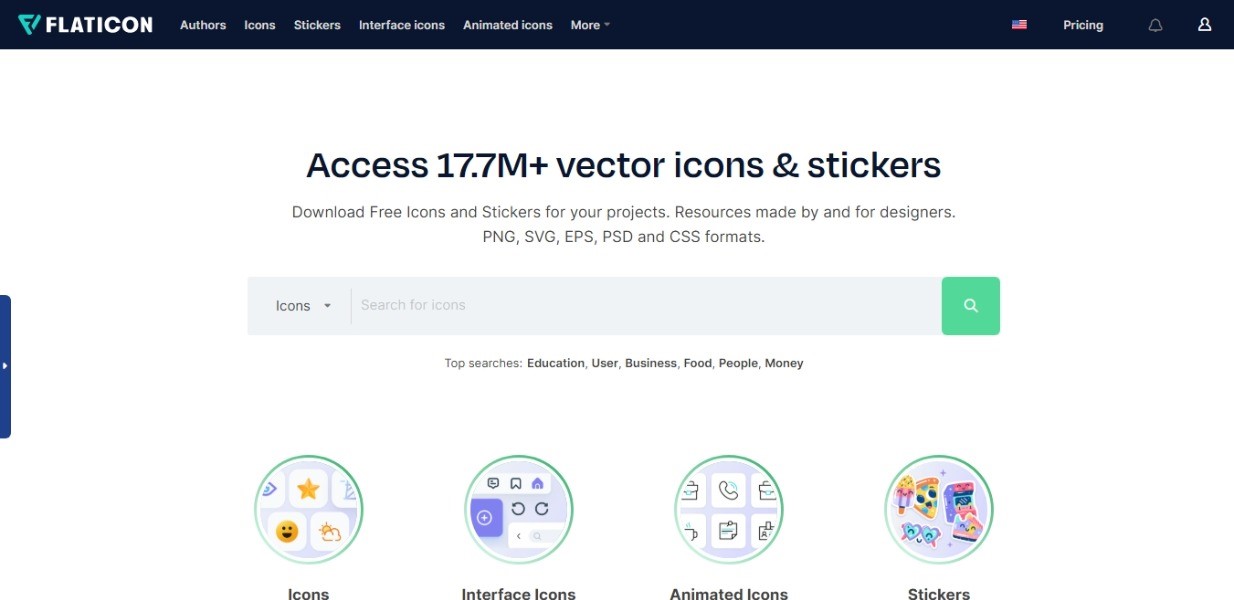 FLATICON Authors Icons Stickers Interface icons Animated icons More Pricing
Access 17.7M+ vector icons & stickers
Download Free Icons and Stickers for your projects. Resources made by and for designers.
PNG, SVG, EPS, PSD and CSS formats.
Icons Search for icons
Top searches: Education, User, Business, Food, People, Money
Icons Interface Icons Animated Icons Stickers